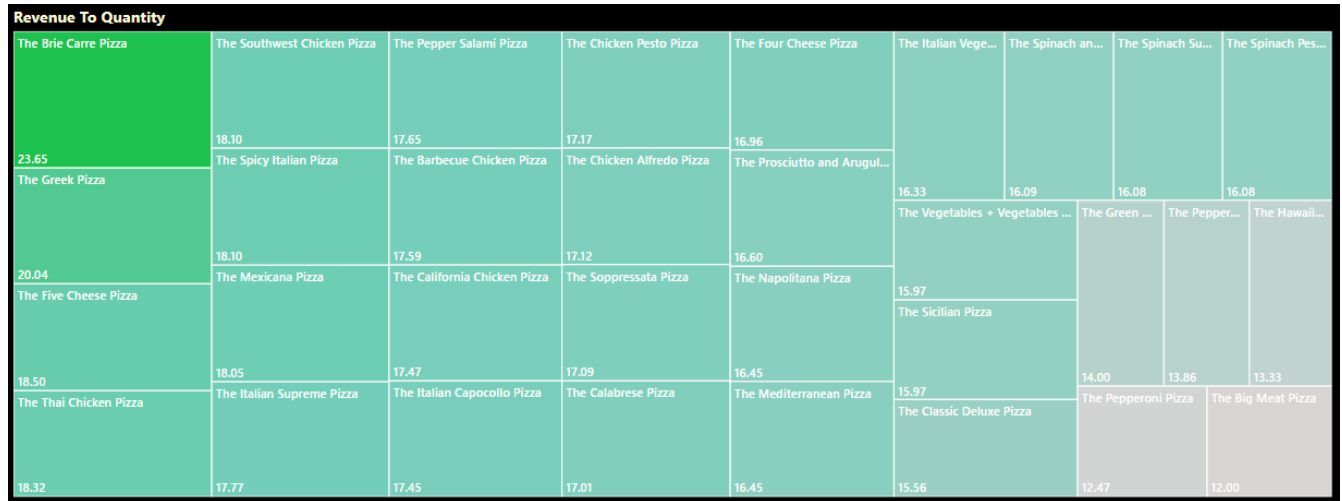 Revenue To Quantity
The Brie Carre Pizza
23.65
The Greek Pizza
20.04
The Five Cheese Pizza
18.50
The Thai Chicken Pizza
18.32
The Southwest Chicken Pizza
18.10
The Spicy Italian Pizza
18.10
The Mexicana Pizza
18.05
The Italian Supreme Pizza
17.77
The Pepper Salami Pizza
17.65
The Barbecue Chicken Pizza
17.59
The California Chicken Pizza
17.47
The Italian Capocollo Pizza
17.45
The Chicken Pesto Pizza
17.17
The Chicken Alfredo Pizza
17.12
The Soppressata Pizza
17.09
The Calabrese Pizza
17.01
The Four Cheese Pizza
16.96
The Prosciutto and Arugul...
16.60
The Napolitana Pizza
16.45
The Mediterranean Pizza
16.45
The Italian Vege...
16.33
The Spinach an...
16.09
The Spinach Su...
16.08
The Spinach Pes...
16.08
The Vegetables + Vegetables ...
15.97
The Sicilian Pizza
15.97
The Classic Deluxe Pizza
15.56
The Green ...
14.00
The Pepper...
13.86
The Hawaii...
13.33
The Pepperoni Pizza
12.47
The Big Meat Pizza
12.00